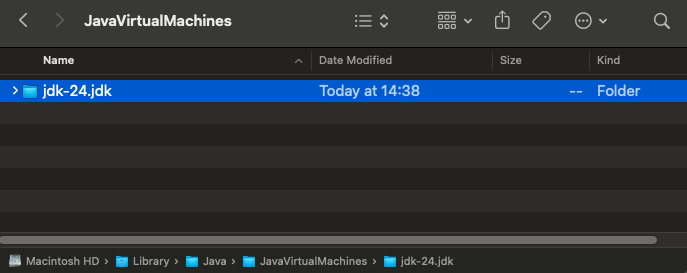 JavaVirtualMachines
Name Date Modified Size Kind
jdk-24.jdk Today at 14:38 -- Folder
Macintosh HD › Library › Java › JavaVirtualMachines › jdk-24.jdk